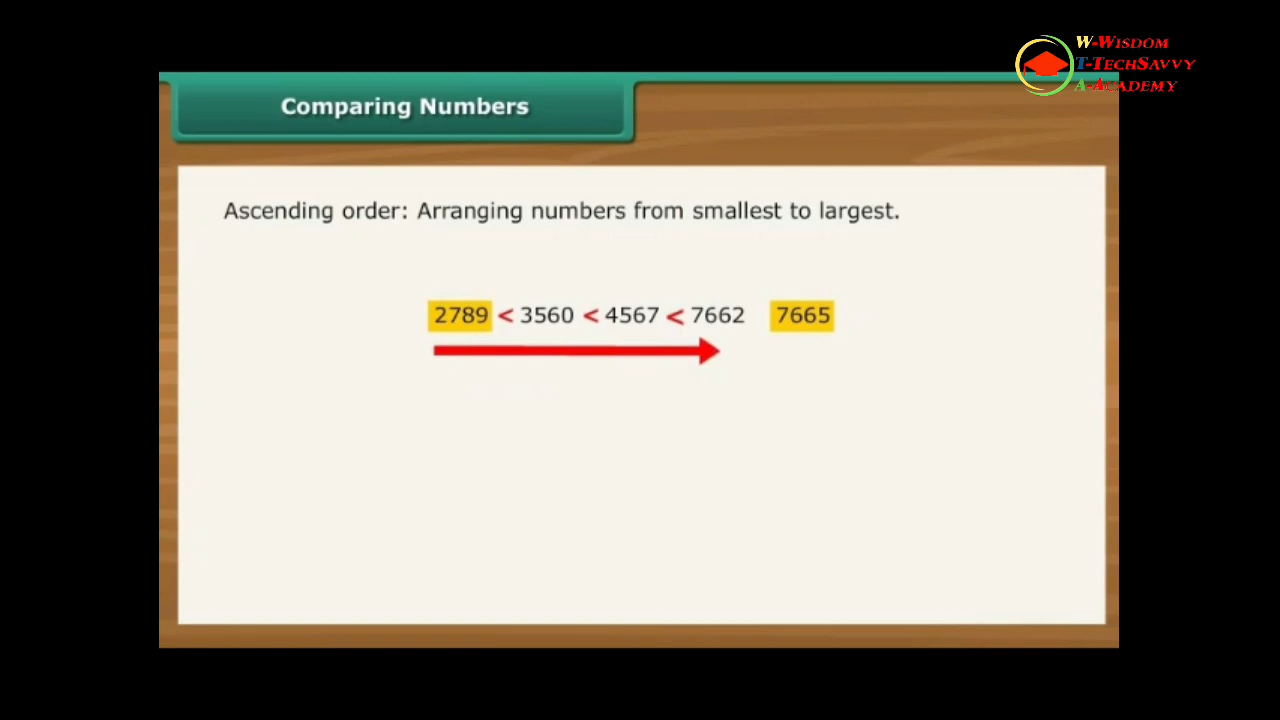 W-Wisdom
T-TechSavvy
A-Academy
Comparing Numbers
Ascending order: Arranging numbers from smallest to largest.
2789 < 3560 < 4567 < 7662 7665